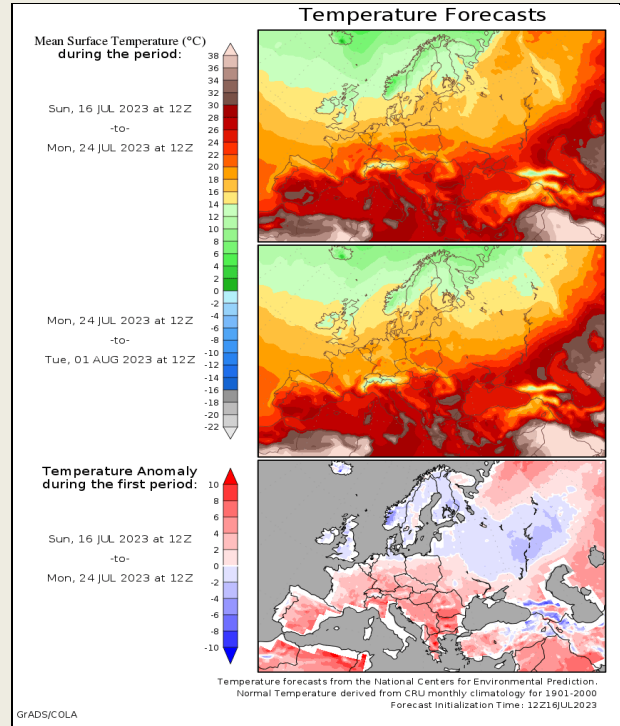 Temperature Forecasts
Mean Surface Temperature (°C)
during the period:
Sun, 16 JUL 2023 at 12Z
-to-
Mon, 24 JUL 2023 at 12Z
38
36
34
32
30
28
26
24
22
20
18
16
14
12
10
8
6
4
2
0
-2
-4
-6
-8
-10
-12
-14
-16
-18
-20
-22
Mon, 24 JUL 2023 at 12Z
-to-
Tue, 01 AUG 2023 at 12Z
Temperature Anomaly
during the first period:
Sun, 16 JUL 2023 at 12Z
-to-
Mon, 24 JUL 2023 at 12Z
10
8
6
4
2
0
-2
-4
-6
-8
-10
Temperature forecasts from the National Centers for Environmental Prediction.
Normal Temperature derived from CRU monthly climatology for 1901-2000
Forecast Initialization Time: 12Z16JUL2023
GrADS/COLA